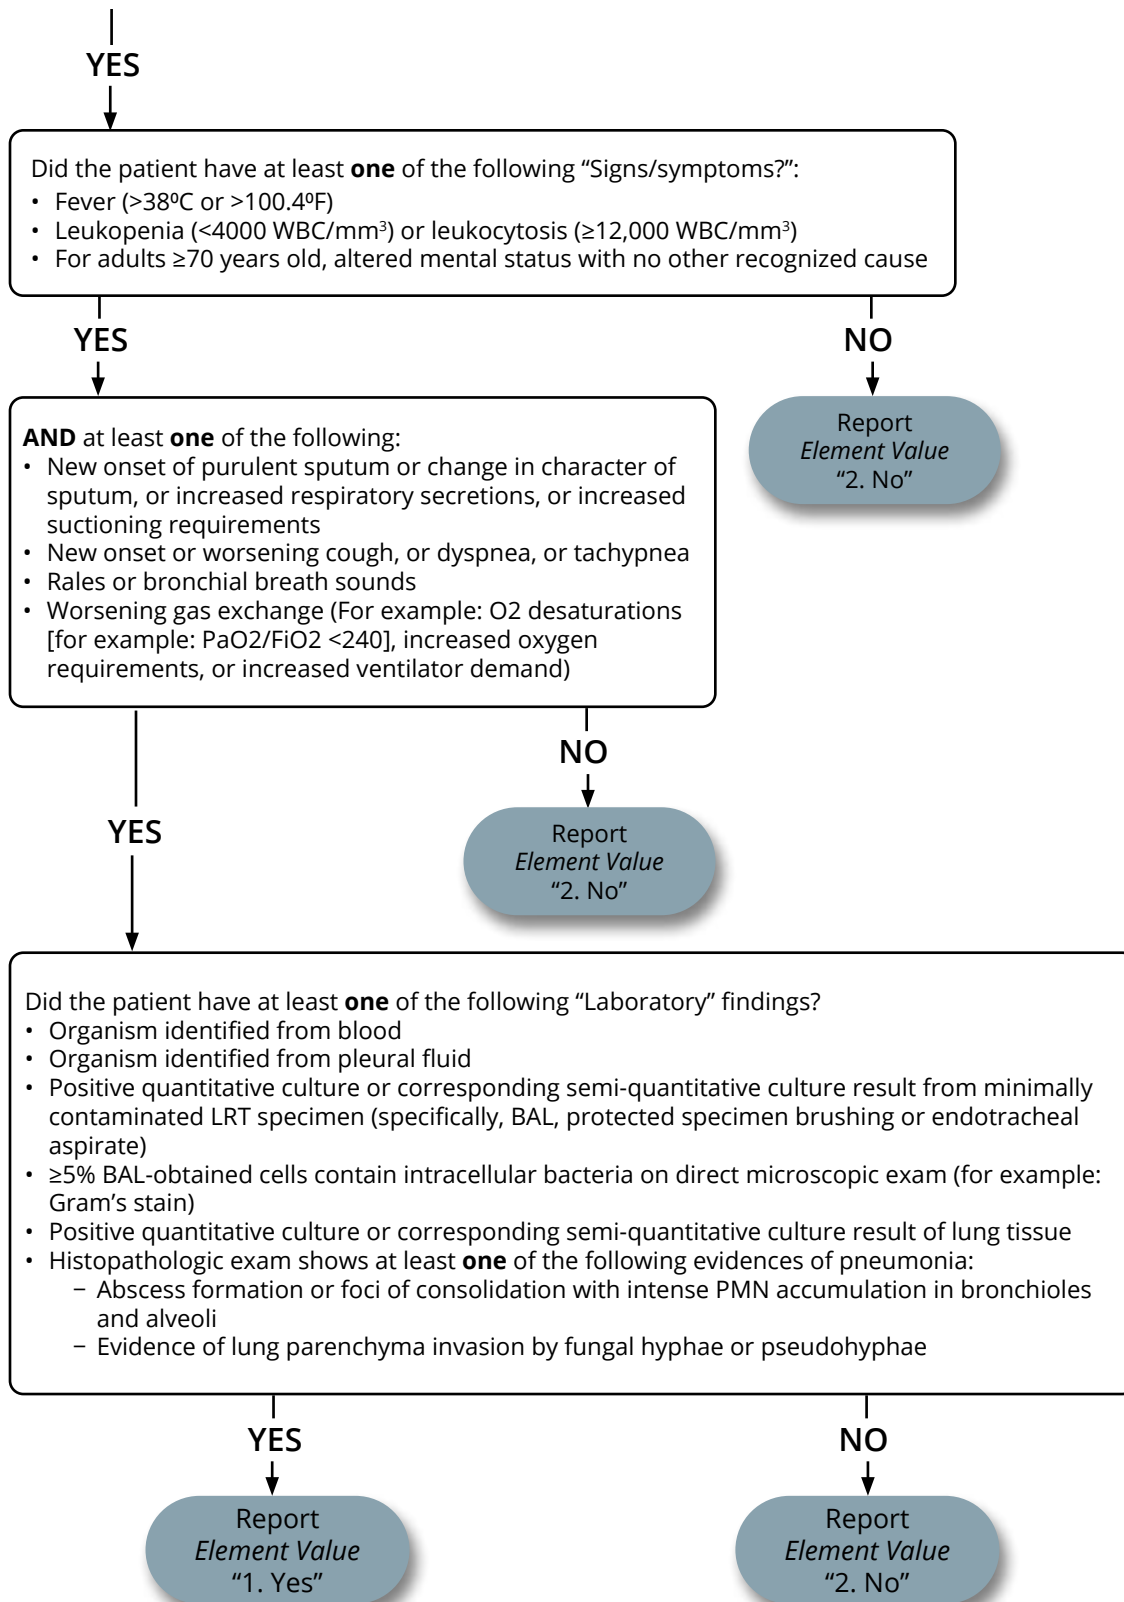 YES
Did the patient have at least one of the following “Signs/symptoms?”:
• Fever (>38⁰C or >100.4⁰F)
• Leukopenia (<4000 WBC/mm³) or leukocytosis (≥12,000 WBC/mm³)
• For adults ≥70 years old, altered mental status with no other recognized cause
YES
NO
AND at least one of the following:
• New onset of purulent sputum or change in character of
sputum, or increased respiratory secretions, or increased
suctioning requirements
• New onset or worsening cough, or dyspnea, or tachypnea
• Rales or bronchial breath sounds
• Worsening gas exchange (For example: O2 desaturations
[for example: PaO2/FiO2 <240], increased oxygen
requirements, or increased ventilator demand)
Report
Element Value
“2. No”
YES
NO
Report
Element Value
“2. No”
Did the patient have at least one of the following “Laboratory” findings?
• Organism identified from blood
• Organism identified from pleural fluid
• Positive quantitative culture or corresponding semi-quantitative culture result from minimally
contaminated LRT specimen (specifically, BAL, protected specimen brushing or endotracheal
aspirate)
• ≥5% BAL-obtained cells contain intracellular bacteria on direct microscopic exam (for example:
Gram’s stain)
• Positive quantitative culture or corresponding semi-quantitative culture result of lung tissue
• Histopathologic exam shows at least one of the following evidences of pneumonia:
− Abscess formation or foci of consolidation with intense PMN accumulation in bronchioles
and alveoli
− Evidence of lung parenchyma invasion by fungal hyphae or pseudohyphae
YES
NO
Report
Element Value
“1. Yes”
Report
Element Value
“2. No”